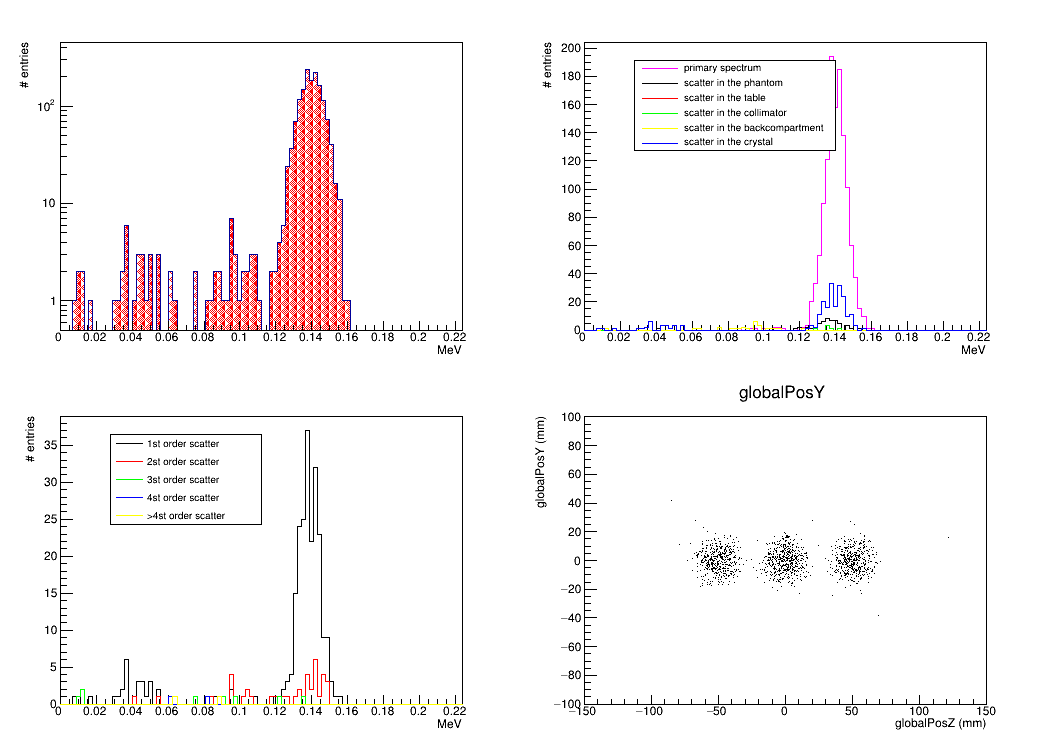 # entries
10²
10
1
0 0.02 0.04 0.06 0.08 0.1 0.12 0.14 0.16 0.18 0.2 0.22
MeV
# entries
200
180
160
140
120
100
80
60
40
20
0
primary spectrum
scatter in the phantom
scatter in the table
scatter in the collimator
scatter in the backcompartment
scatter in the crystal
0 0.02 0.04 0.06 0.08 0.1 0.12 0.14 0.16 0.18 0.2 0.22
MeV
# entries
35
30
25
20
15
10
5
0
1st order scatter
2st order scatter
3st order scatter
4st order scatter
>4st order scatter
0 0.02 0.04 0.06 0.08 0.1 0.12 0.14 0.16 0.18 0.2 0.22
MeV
globalPosY
globalPosY (mm)
100
80
60
40
20
0
−20
−40
−60
−80
−100
−150 −100 −50 0 50 100 150
globalPosZ (mm)